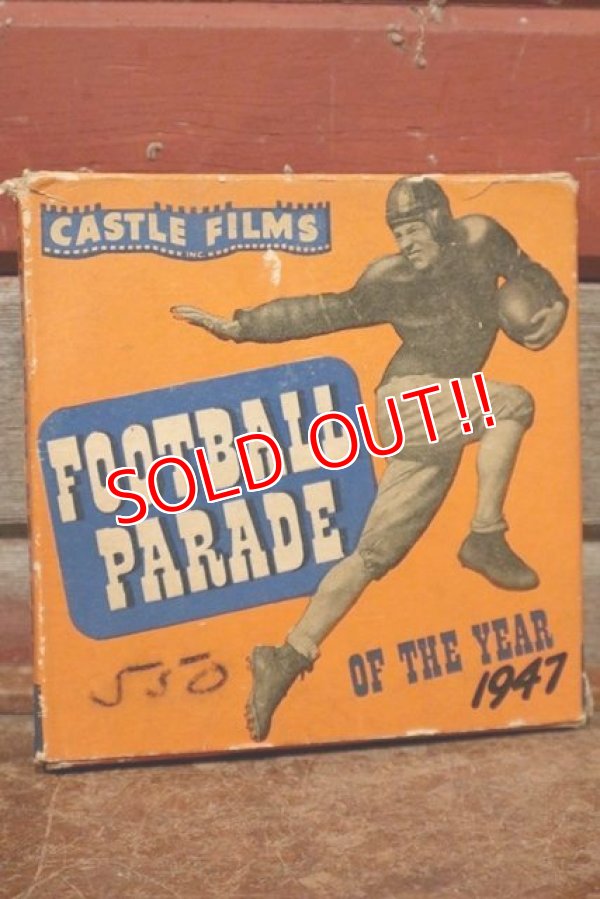 CASTLE FILMS
INC.
FOOTBALL
PARADE
SOLD OUT!!
OF THE YEAR
1947
550